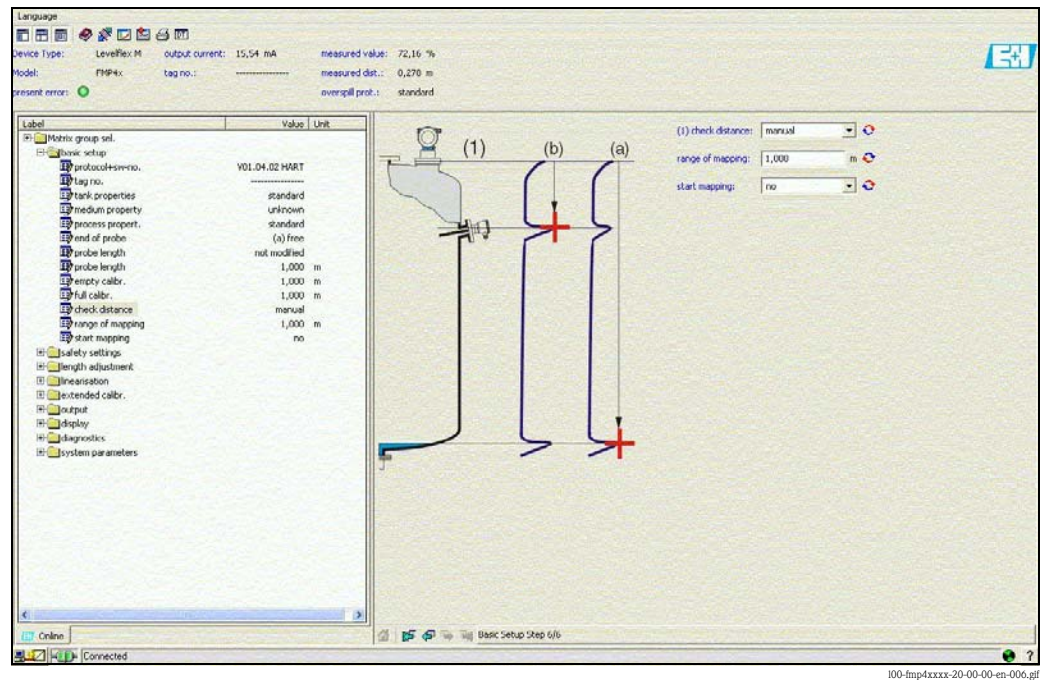 Language
Device Type: Levelflex M output current: 15,54 mA measured value: 72,16 %
Model: FMP4x tag no.: ---------------- measured dist.: 0,270 m
present error: overspill prot.: standard
E+H
Label Value Unit
Matrix group sel.
basic setup
protocol+sw-no. V01.04.02 HART
tag no. ----------------
tank properties standard
medium property unknown
process propert. standard
end of probe (a) free
probe length not modified
probe length 1,000 m
empty calibr. 1,000 m
full calibr. 1,000 m
check distance manual
range of mapping 1,000 m
start mapping no
safety settings
length adjustment
linearisation
extended calibr.
output
display
diagnostics
system parameters
(1) (b) (a)
(1) check distance: manual
range of mapping: 1,000 m
start mapping: no
Online
Basic Setup Step 6/6
Connected
?
l00-fmp4xxxx-20-00-00-en-006.gif